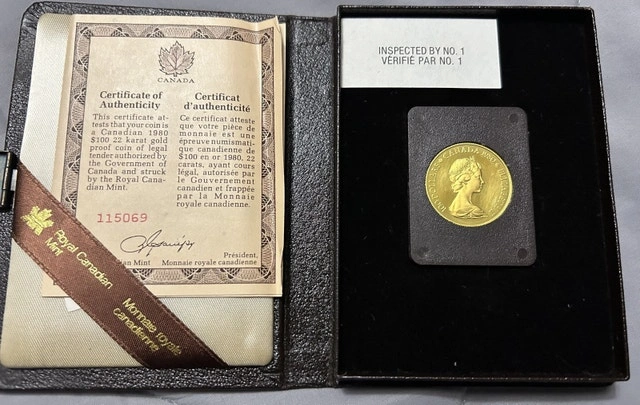 CANADA
Certificate of
Authenticity
This certificate at-
tests that your coin is
a Canadian 1980
$100 22 karat gold
proof coin of legal
tender authorized by
the Government of
Canada and struck
by the Royal Cana-
dian Mint.
Certificat
d'authenticité
Ce certificat atteste
que votre pièce de
monnaie est une
épreuve numismati-
que canadienne de
$100 en or 1980, 22
carats, ayant cours
légal, autorisée par
le Gouvernement
canadien et frappée
par la Monnaie
royale canadienne.
115069
dian Mint
Président,
Monnaie royale canadienne
Royal Canadian
Mint
Monnaie royale
canadienne
INSPECTED BY NO. 1
VÉRIFIÉ PAR NO. 1
CANADA